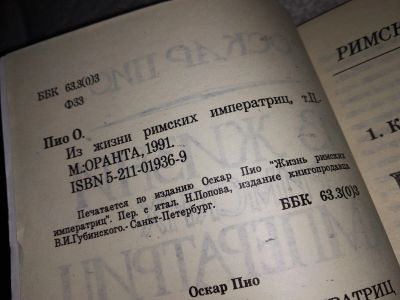 ББК 63.3(0)3
Ф33
Пио О.
Из жизни римских императриц, т.II.
М.:ОРАНТА, 1991.
ISBN 5-211-01936-9
Печатается по изданию Оскар Пио "Жизнь римских
императриц". Пер. с итал. Н.Попова, издание книгопродавца
В.И.Губинского.- Санкт-Петербург.
ББК 63.3(0)3
Оскар Пио
РИМСК
1. К